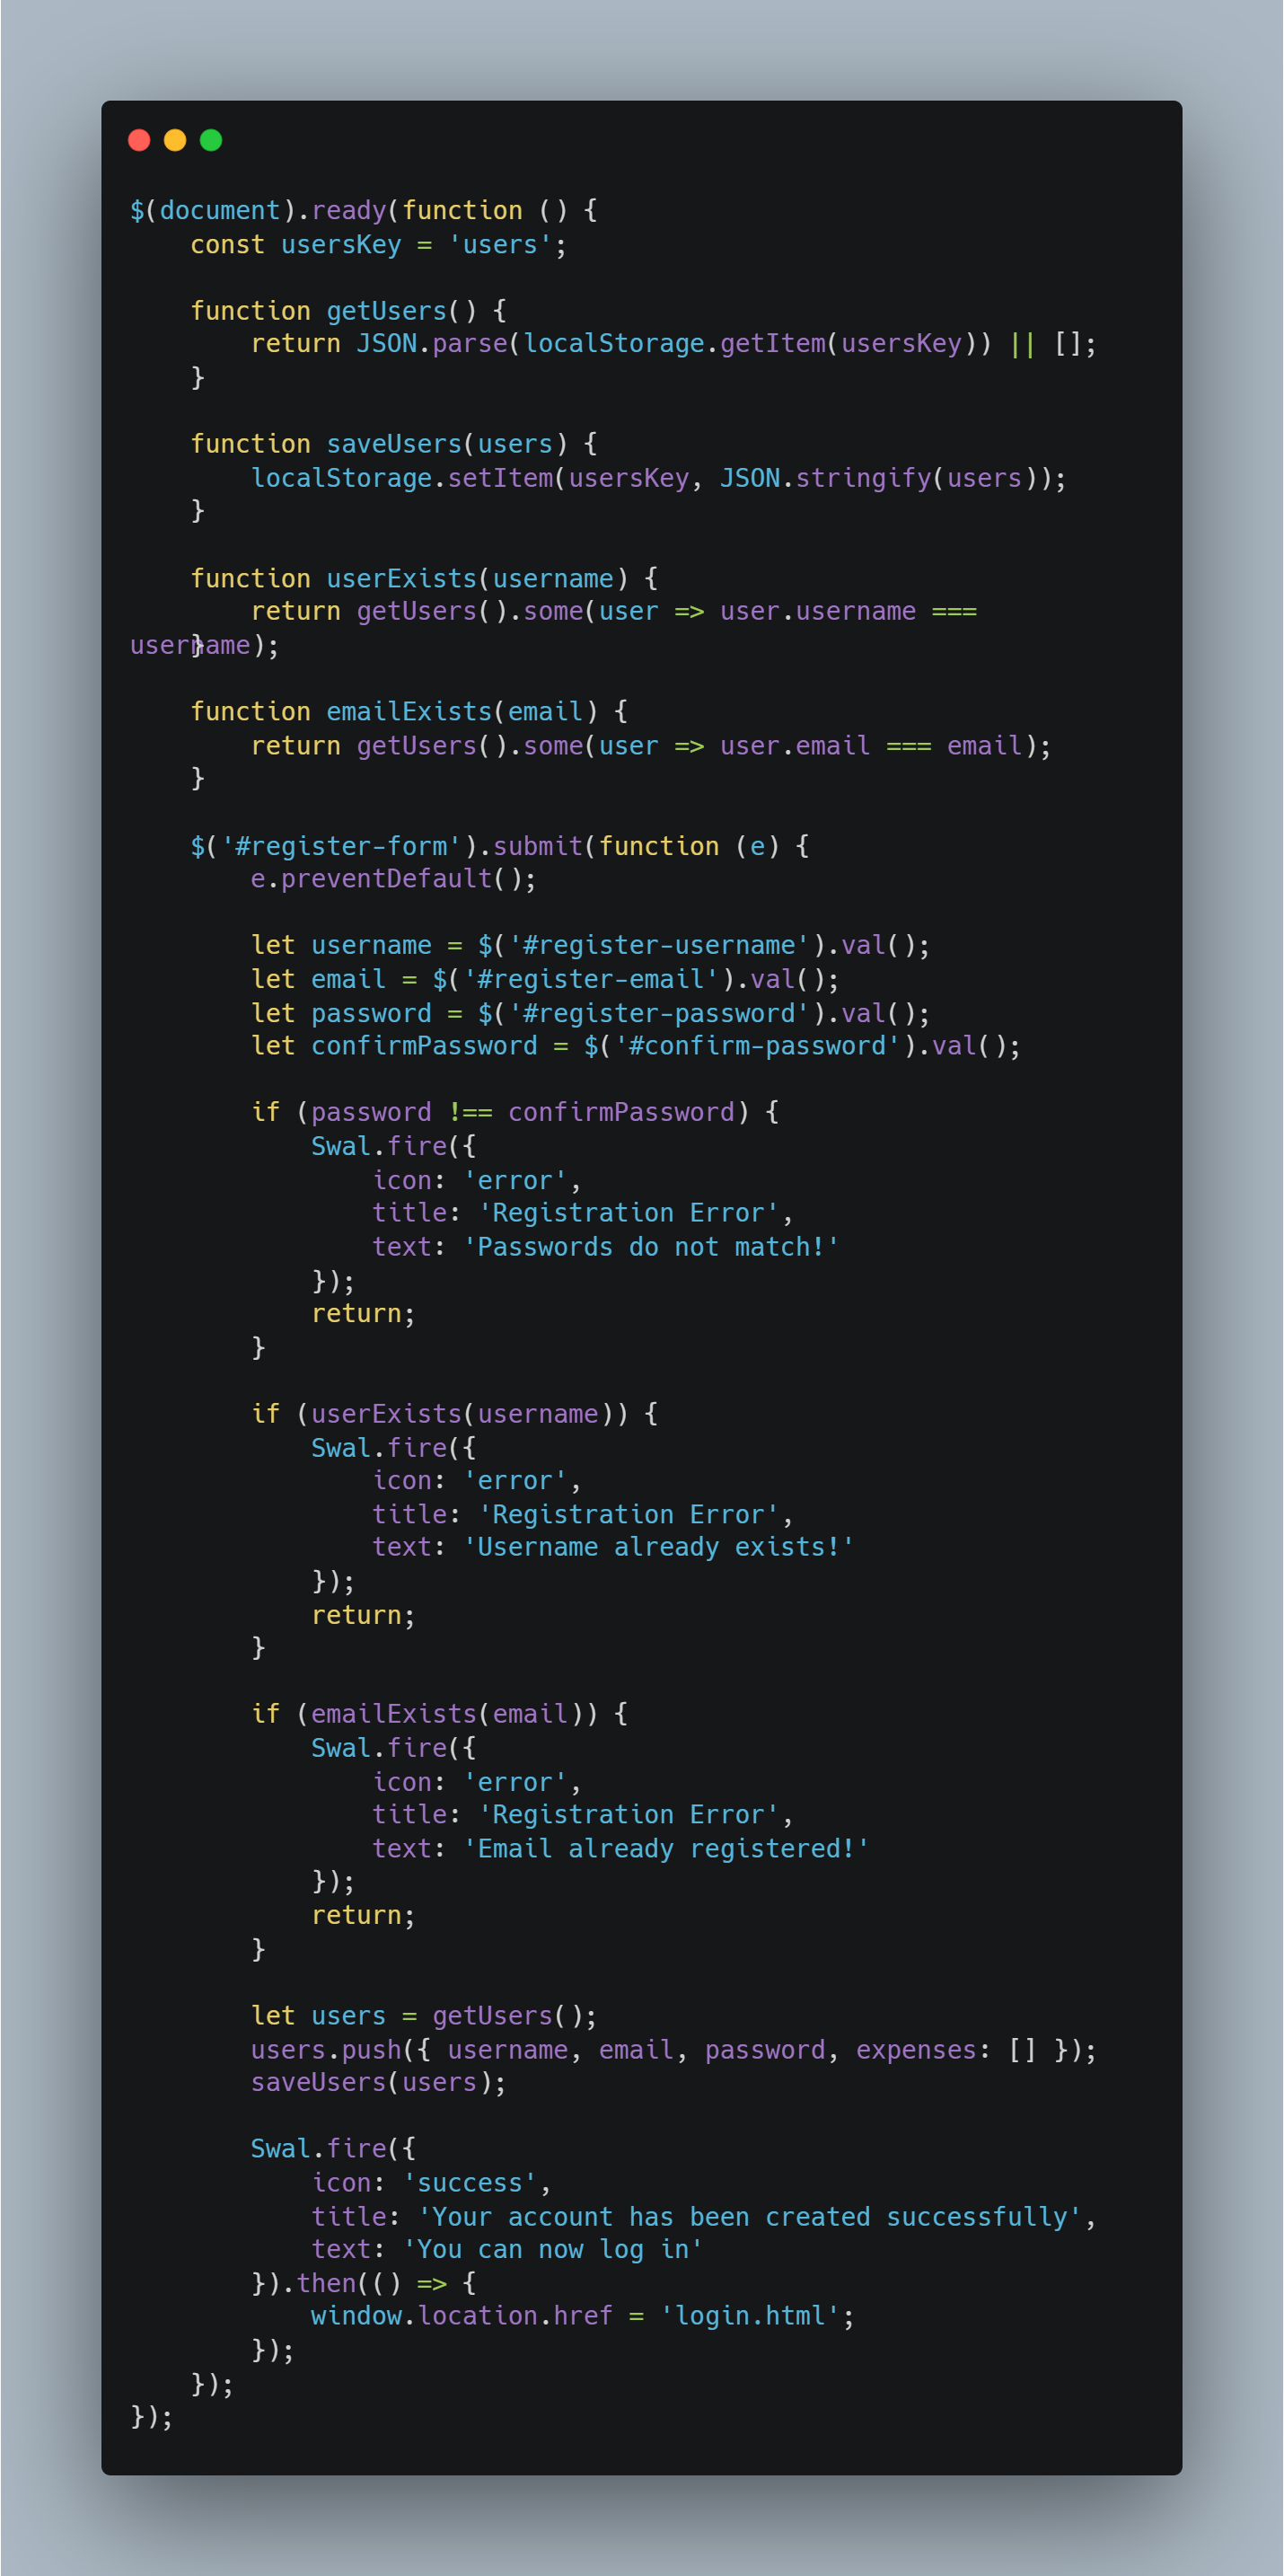 $(document).ready(function () {
    const usersKey = 'users';

    function getUsers() {
        return JSON.parse(localStorage.getItem(usersKey)) || [];
    }

    function saveUsers(users) {
        localStorage.setItem(usersKey, JSON.stringify(users));
    }

    function userExists(username) {
        return getUsers().some(user => user.username ===
username);
    }

    function emailExists(email) {
        return getUsers().some(user => user.email === email);
    }

    $('#register-form').submit(function (e) {
        e.preventDefault();

        let username = $('#register-username').val();
        let email = $('#register-email').val();
        let password = $('#register-password').val();
        let confirmPassword = $('#confirm-password').val();

        if (password !== confirmPassword) {
            Swal.fire({
                icon: 'error',
                title: 'Registration Error',
                text: 'Passwords do not match!'
            });
            return;
        }

        if (userExists(username)) {
            Swal.fire({
                icon: 'error',
                title: 'Registration Error',
                text: 'Username already exists!'
            });
            return;
        }

        if (emailExists(email)) {
            Swal.fire({
                icon: 'error',
                title: 'Registration Error',
                text: 'Email already registered!'
            });
            return;
        }

        let users = getUsers();
        users.push({ username, email, password, expenses: [] });
        saveUsers(users);

        Swal.fire({
            icon: 'success',
            title: 'Your account has been created successfully',
            text: 'You can now log in'
        }).then(() => {
            window.location.href = 'login.html';
        });
    });
});